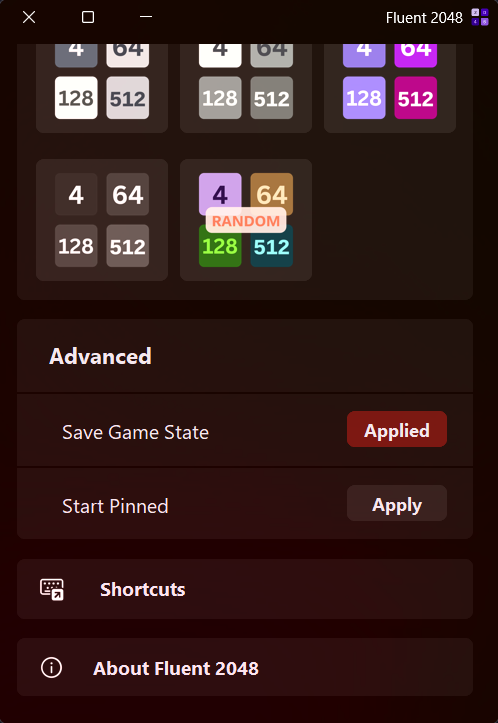 Fluent 2048
4 64 4 64 4 64
128 512 128 512 128 512
4 64 4 64
RANDOM
128 512 128 512
Advanced
Save Game State Applied
Start Pinned Apply
Shortcuts
About Fluent 2048